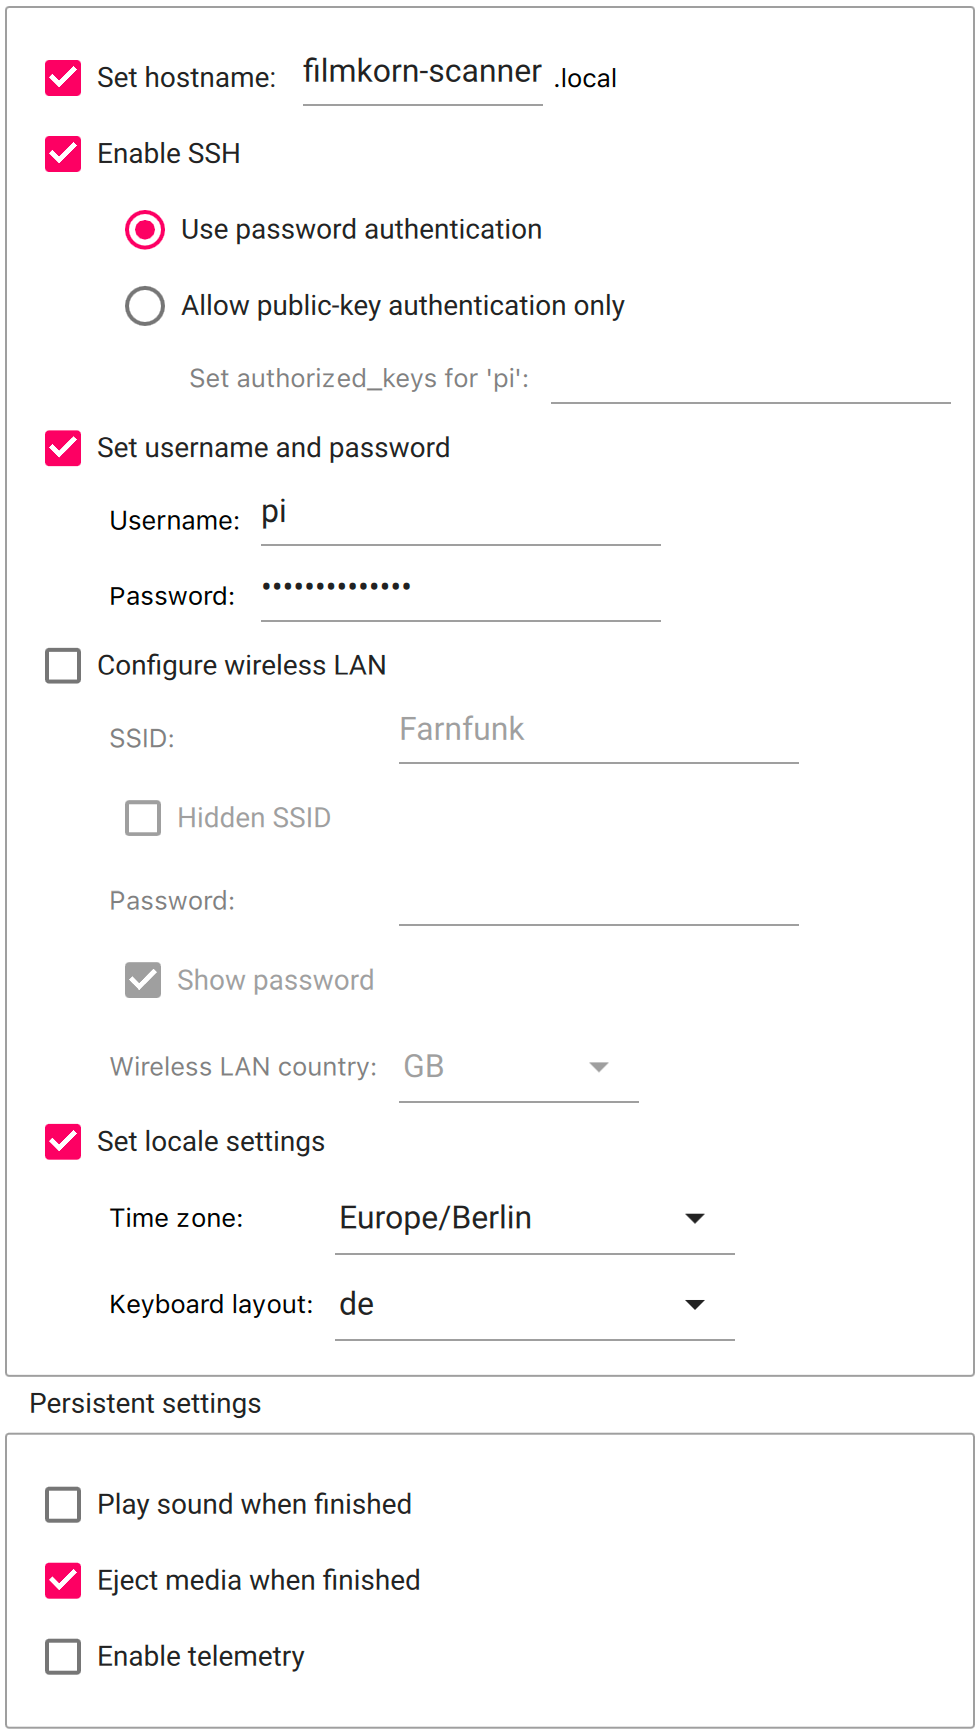 Set hostname: filmkorn-scanner .local
Enable SSH
Use password authentication
Allow public-key authentication only
Set authorized_keys for 'pi':
Set username and password
Username: pi
Password: ••••••••••••••
Configure wireless LAN
SSID: Farnfunk
Hidden SSID
Password:
Show password
Wireless LAN country: GB
Set locale settings
Time zone: Europe/Berlin
Keyboard layout: de
Persistent settings
Play sound when finished
Eject media when finished
Enable telemetry